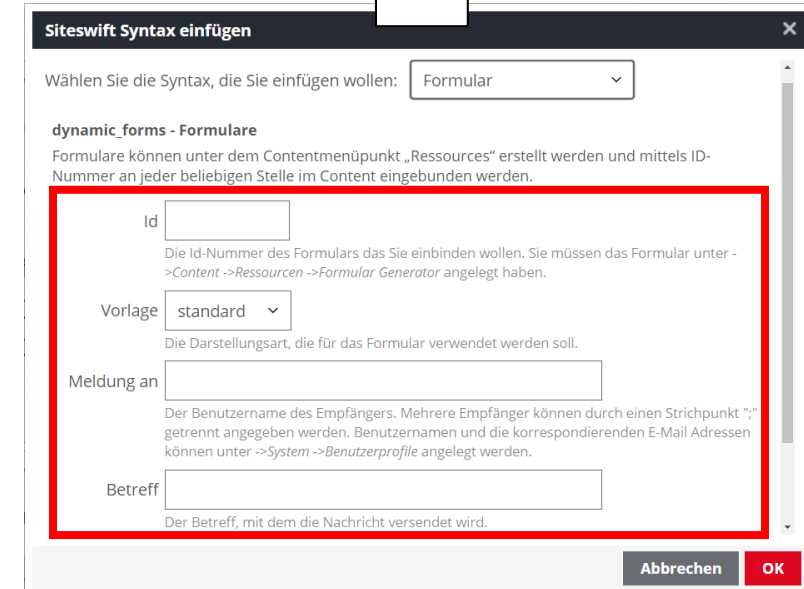 Siteswift Syntax einfügen
Wählen Sie die Syntax, die Sie einfügen wollen: Formular
dynamic_forms - Formulare
Formulare können unter dem Contentmenüpunkt „Ressources" erstellt werden und mittels ID-
Nummer an jeder beliebigen Stelle im Content eingebunden werden.
Id
Die Id-Nummer des Formulars das Sie einbinden wollen. Sie müssen das Formular unter -
>Content ->Ressourcen ->Formular Generator angelegt haben.
Vorlage standard
Die Darstellungsart, die für das Formular verwendet werden soll.
Meldung an
Der Benutzername des Empfängers. Mehrere Empfänger können durch einen Strichpunkt ";"
getrennt angegeben werden. Benutzernamen und die korrespondierenden E-Mail Adressen
können unter ->System ->Benutzerprofile angelegt werden.
Betreff
Der Betreff, mit dem die Nachricht versendet wird.
Abbrechen OK